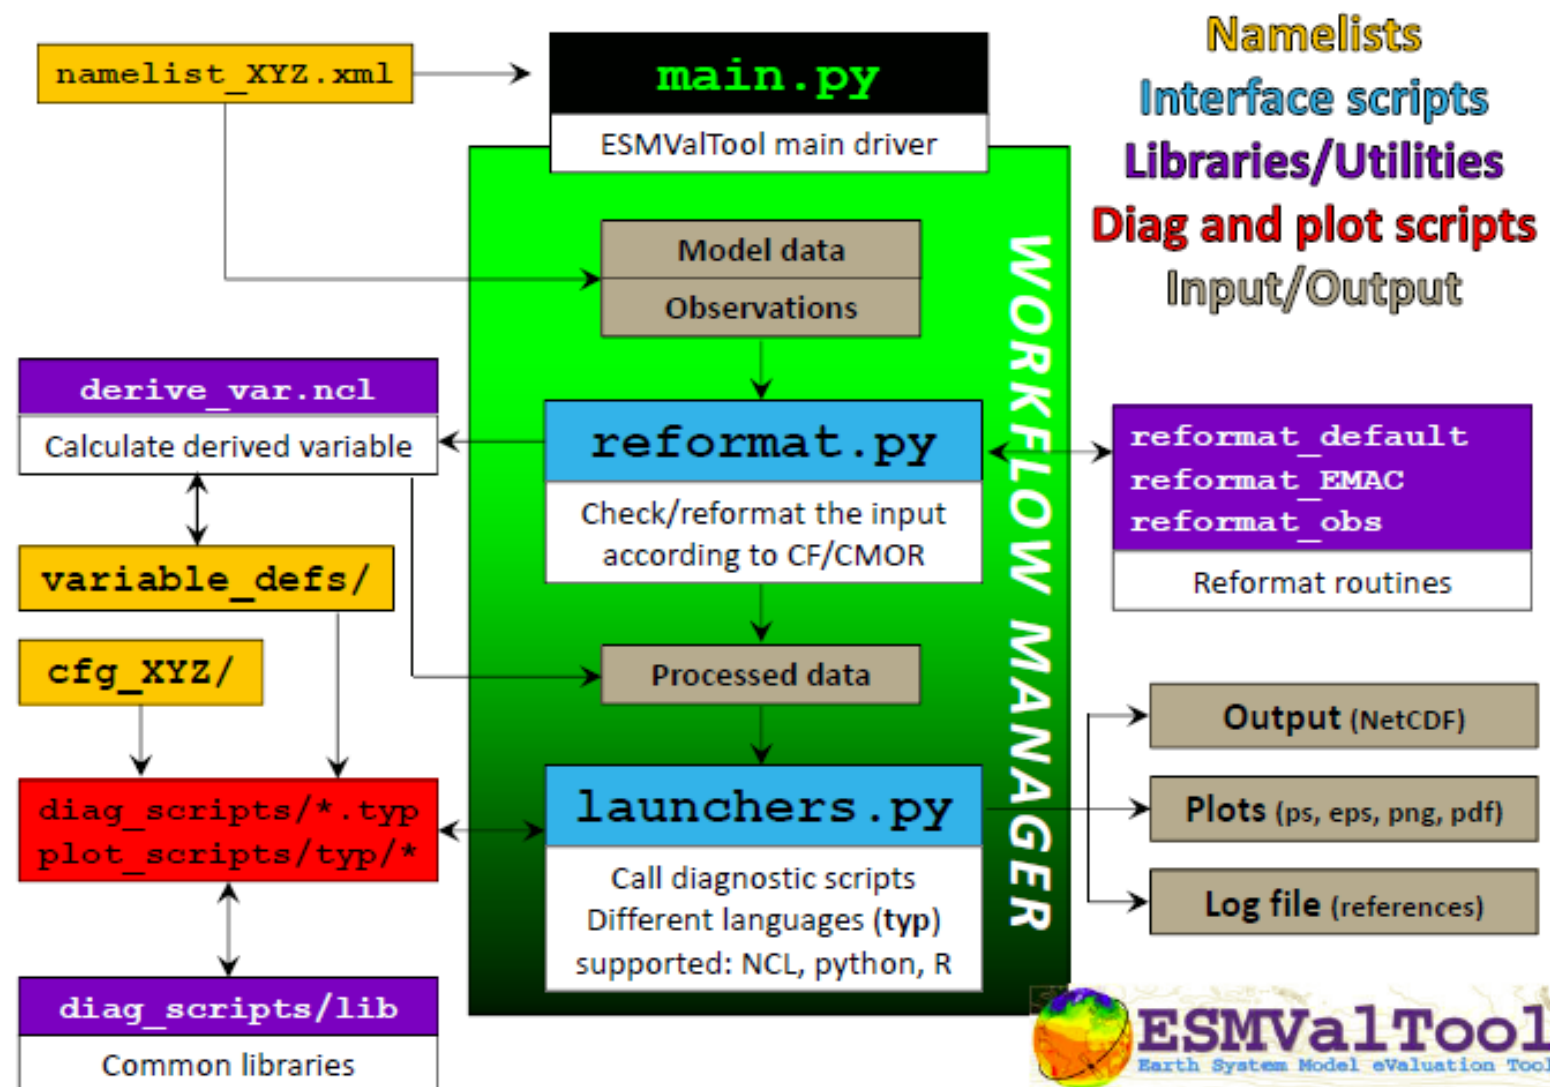 namelist_XYZ.xml
main.py
ESMValTool main driver
Namelists
Interface scripts
Libraries/Utilities
Diag and plot scripts
Input/Output
Model data
Observations
WORKFLOW MANAGER
derive_var.ncl
Calculate derived variable
reformat.py
Check/reformat the input
according to CF/CMOR
reformat_default
reformat_EMAC
reformat_obs
Reformat routines
variable_defs/
cfg_XYZ/
Processed data
Output (NetCDF)
Plots (ps, eps, png, pdf)
Log file (references)
diag_scripts/*.typ
plot_scripts/typ/*
launchers.py
Call diagnostic scripts
Different languages (typ)
supported: NCL, python, R
diag_scripts/lib
Common libraries
ESMValTool
Earth System Model eValuation Tool